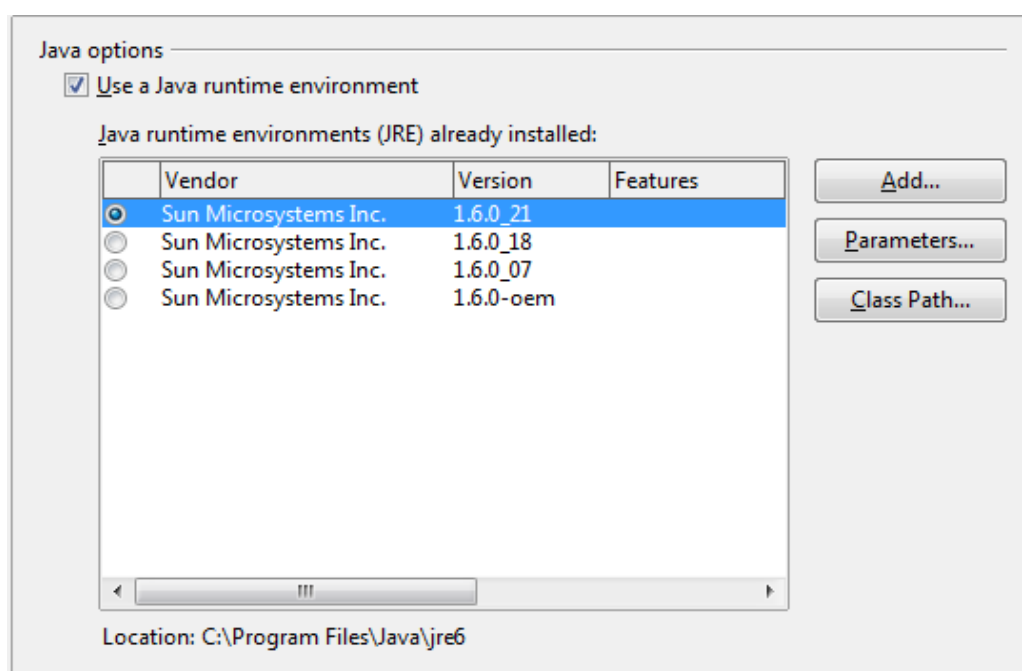 Java options
Use a Java runtime environment
Java runtime environments (JRE) already installed:
Vendor Version Features
Sun Microsystems Inc. 1.6.0_21
Sun Microsystems Inc. 1.6.0_18
Sun Microsystems Inc. 1.6.0_07
Sun Microsystems Inc. 1.6.0-oem
Add...
Parameters...
Class Path...
Location: C:\Program Files\Java\jre6